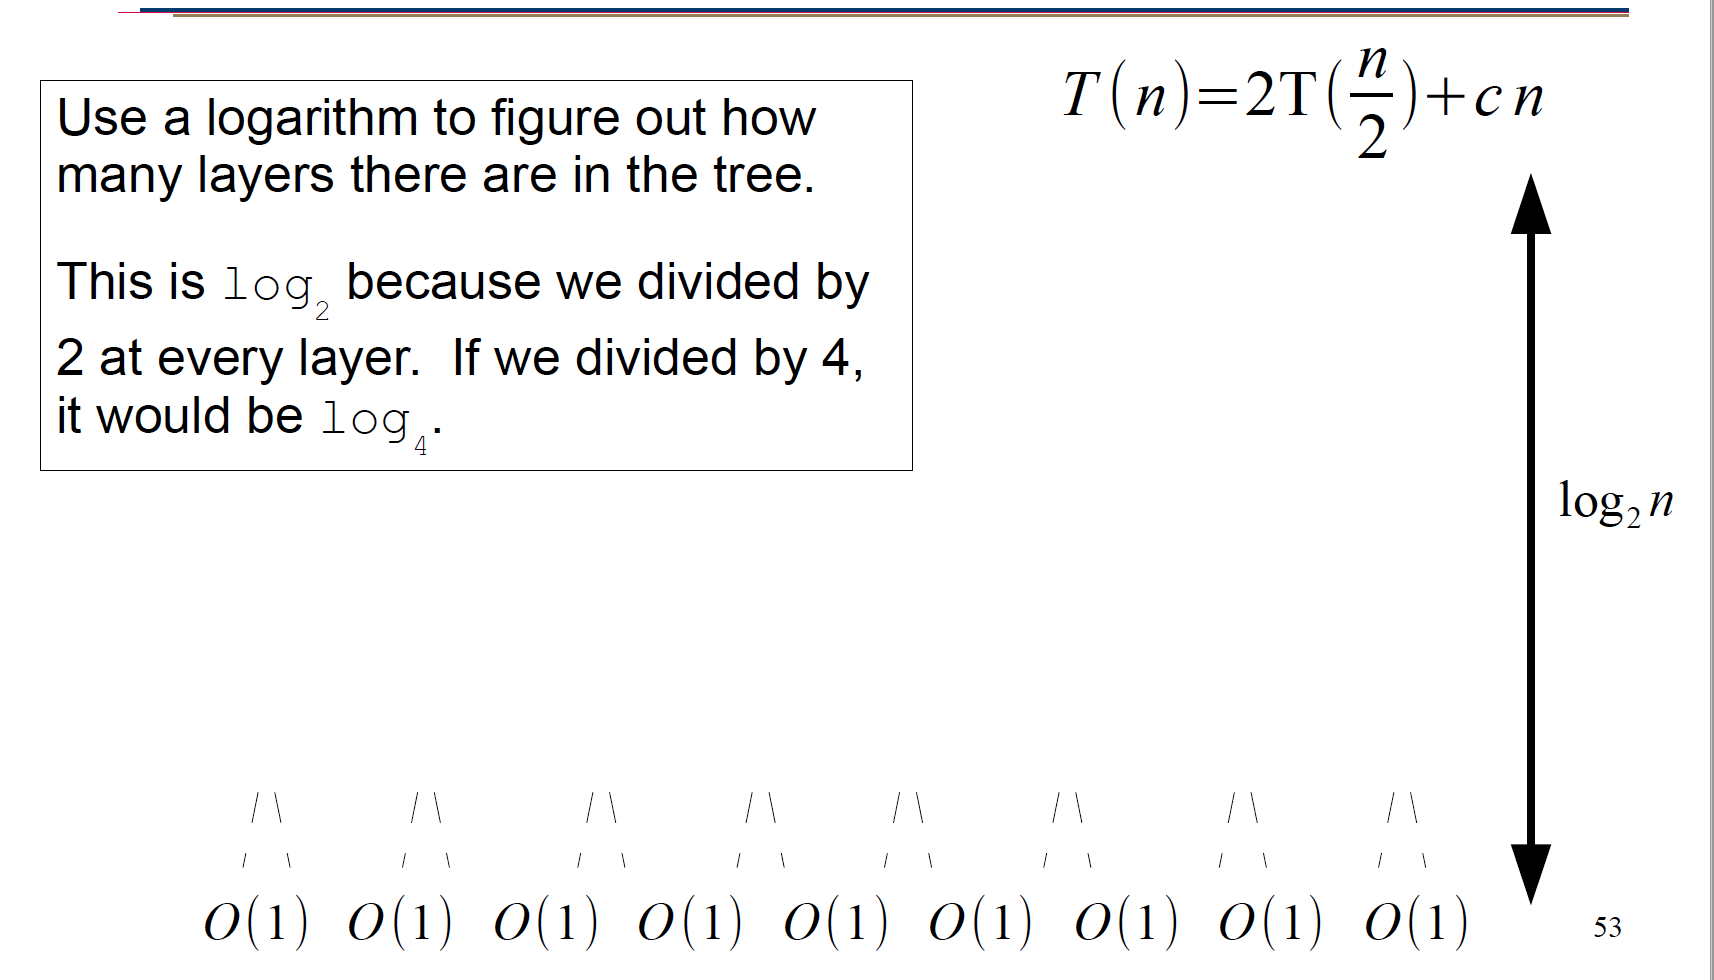 T(n)=2T(n/2)+c n
Use a logarithm to figure out how
many layers there are in the tree.
This is log₂ because we divided by
2 at every layer.  If we divided by 4,
it would be log₄.
log₂ n
O(1) O(1) O(1) O(1) O(1) O(1) O(1) O(1) O(1)
53